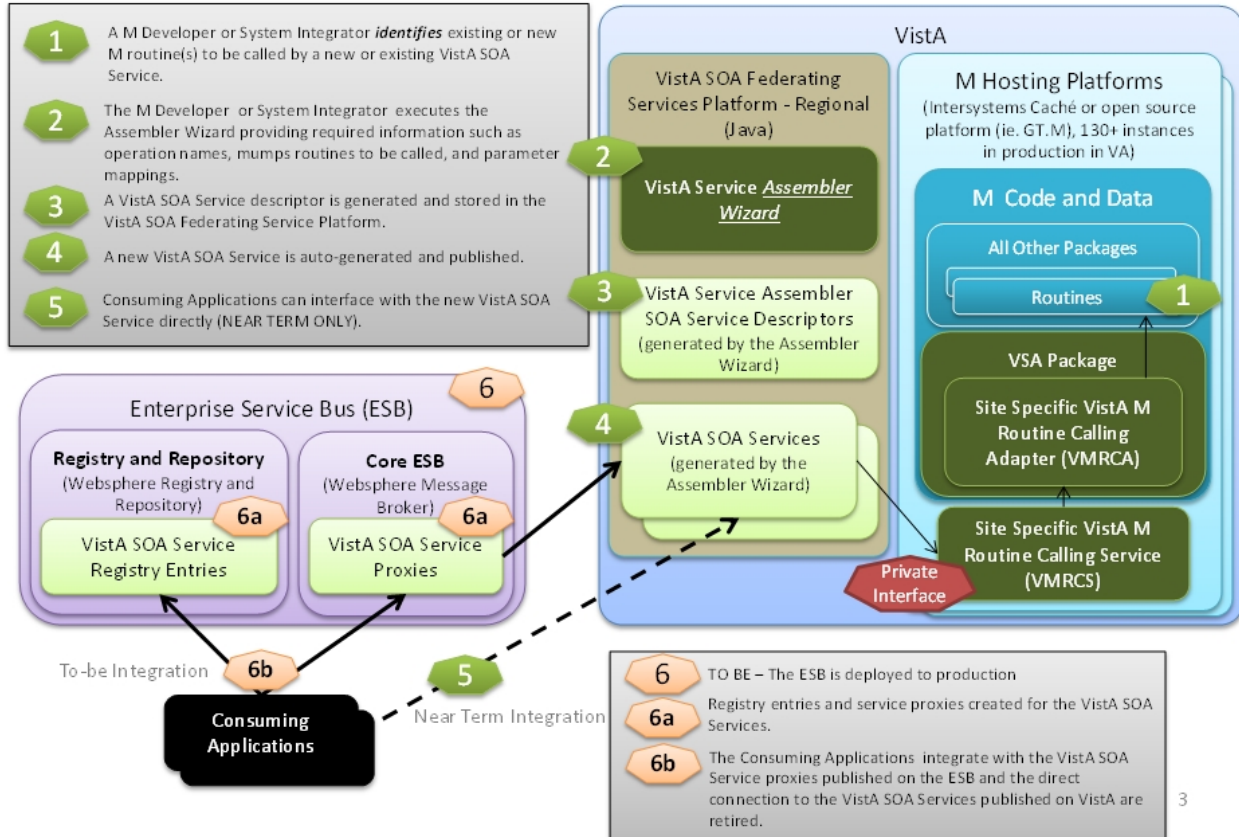 1
A M Developer or System Integrator identifies existing or new
M routine(s) to be called by a new or existing VistA SOA
Service.
2
The M Developer or System Integrator executes the
Assembler Wizard providing required information such as
operation names, mumps routines to be called, and parameter
mappings.
3
A VistA SOA Service descriptor is generated and stored in the
VistA SOA Federating Service Platform.
4
A new VistA SOA Service is auto-generated and published.
5
Consuming Applications can interface with the new VistA SOA
Service directly (NEAR TERM ONLY).
VistA
VistA SOA Federating
Services Platform - Regional
(Java)
2
VistA Service Assembler
Wizard
3
VistA Service Assembler
SOA Service Descriptors
(generated by the Assembler
Wizard)
4
VistA SOA Services
(generated by the
Assembler Wizard)
M Hosting Platforms
(Intersystems Caché or open source
platform (ie. GT.M), 130+ instances
in production in VA)
M Code and Data
All Other Packages
Routines
1
VSA Package
Site Specific VistA M
Routine Calling
Adapter (VMRCA)
Site Specific VistA M
Routine Calling Service
(VMRCS)
Private
Interface
6
Enterprise Service Bus (ESB)
Registry and Repository
(Websphere Registry and
Repository)
6a
VistA SOA Service
Registry Entries
Core ESB
(Websphere Message
Broker)
6a
VistA SOA Service
Proxies
To-be Integration
6b
5
Near Term Integration
Consuming
Applications
6
TO BE – The ESB is deployed to production
6a
Registry entries and service proxies created for the VistA SOA
Services.
6b
The Consuming Applications integrate with the VistA SOA
Service proxies published on the ESB and the direct
connection to the VistA SOA Services published on VistA are
retired.
3